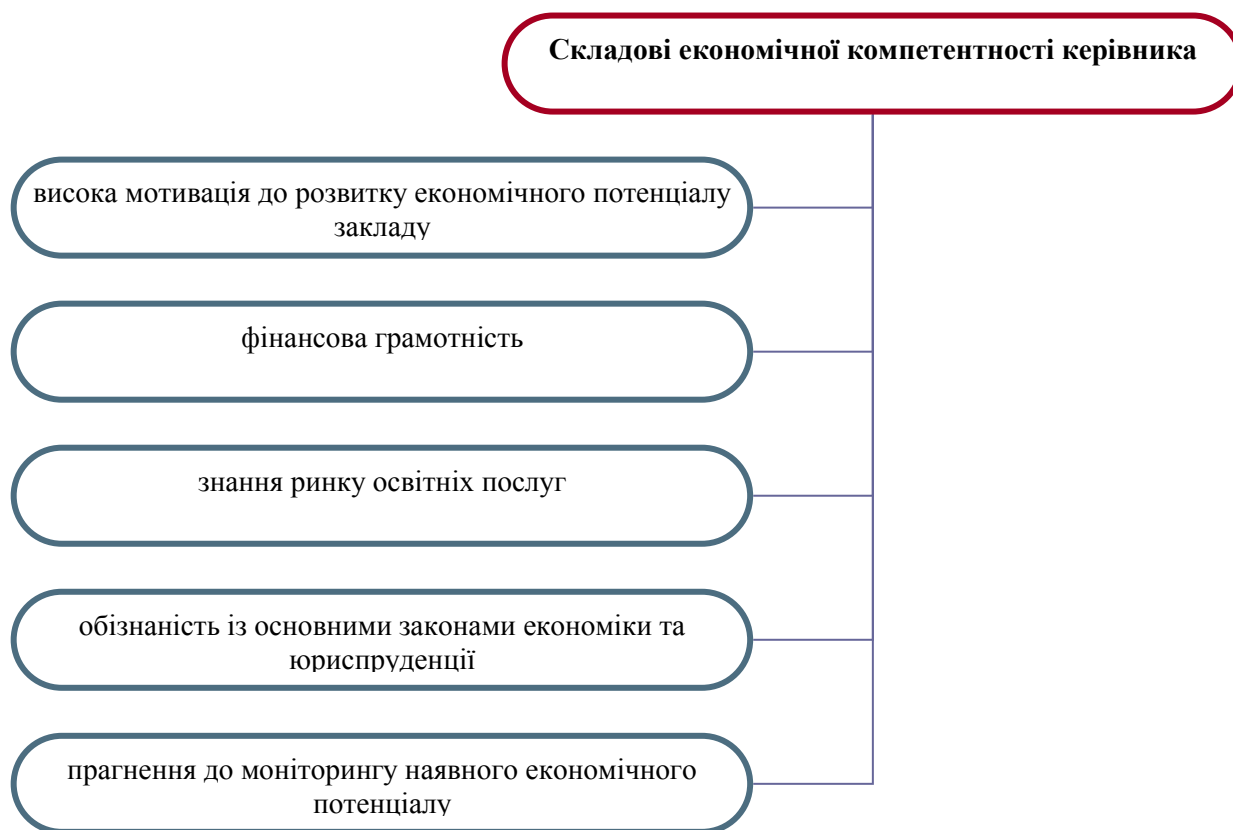 Складові економічної компетентності керівника
висока мотивація до розвитку економічного потенціалу
закладу
фінансова грамотність
знання ринку освітніх послуг
обізнаність із основними законами економіки та
юриспруденції
прагнення до моніторингу наявного економічного
потенціалу